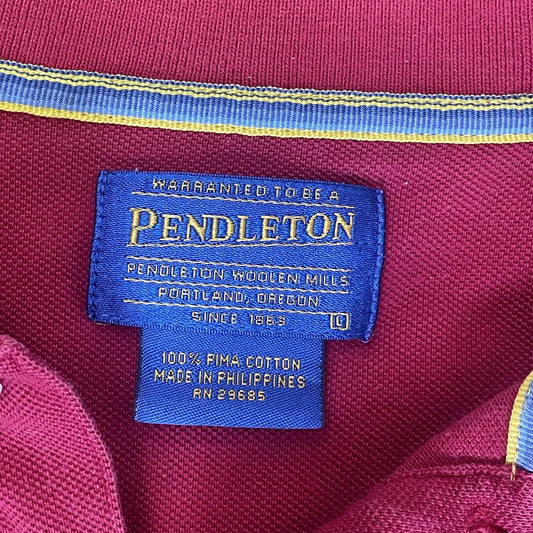 WARRANTED TO BE A
PENDLETON
PENDLETON WOOLEN MILLS
PORTLAND, OREGON
SINCE 1863 L
100% PIMA COTTON
MADE IN PHILIPPINES
RN 29685